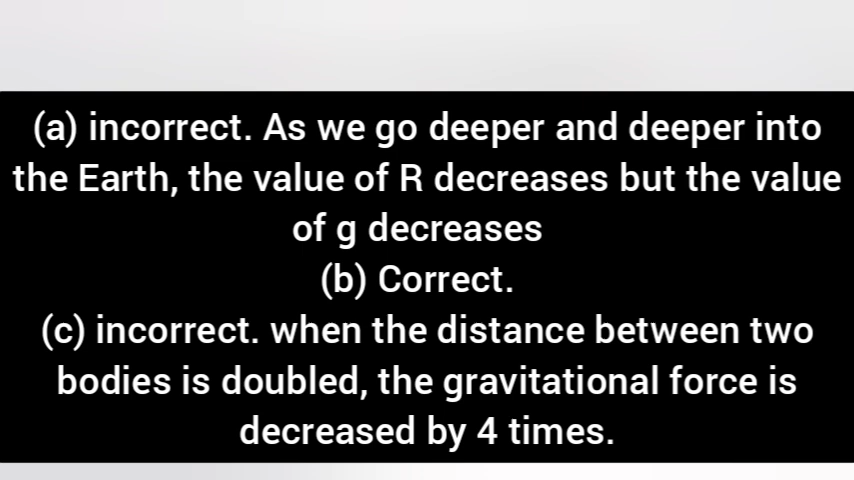 (a) incorrect. As we go deeper and deeper into
the Earth, the value of R decreases but the value
of g decreases
(b) Correct.
(c) incorrect. when the distance between two
bodies is doubled, the gravitational force is
decreased by 4 times.